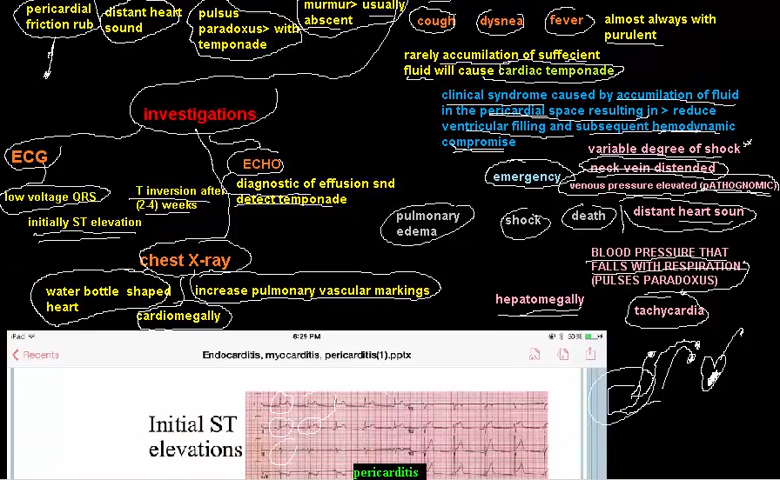 pericardial
friction rub
distant heart
sound
pulsus
paradoxus> with
temponade
murmur> usually
abscent
cough
dysnea
fever
almost always with
purulent
rarely accumilation of suffecient
fluid will cause cardiac temponade
clinical syndrome caused by accumilation of fluid
in the pericardial space resulting in > reduce
ventricular filling and subsequent hemodynamic
compromise
investigations
variable degree of shock
neck vein distended
venous pressure elevated (pATHOGNOMIC)
emergency
ECG
ECHO
low voltage QRS
T inversion after
(2-4) weeks
diagnostic of effusion snd
detect temponade
initially ST elevation
pulmonary
edema
shock
death
distant heart soun
chest X-ray
BLOOD PRESSURE THAT
FALLS WITH RESPIRATION
(PULSES PARADOXUS)
water bottle shaped
heart
increase pulmonary vascular markings
cardiomegally
hepatomegally
tachycardia
iPad
6:29 PM
Recents
Endocarditis, myocarditis, pericarditis(1).pptx
Initial ST
elevations
pericarditis